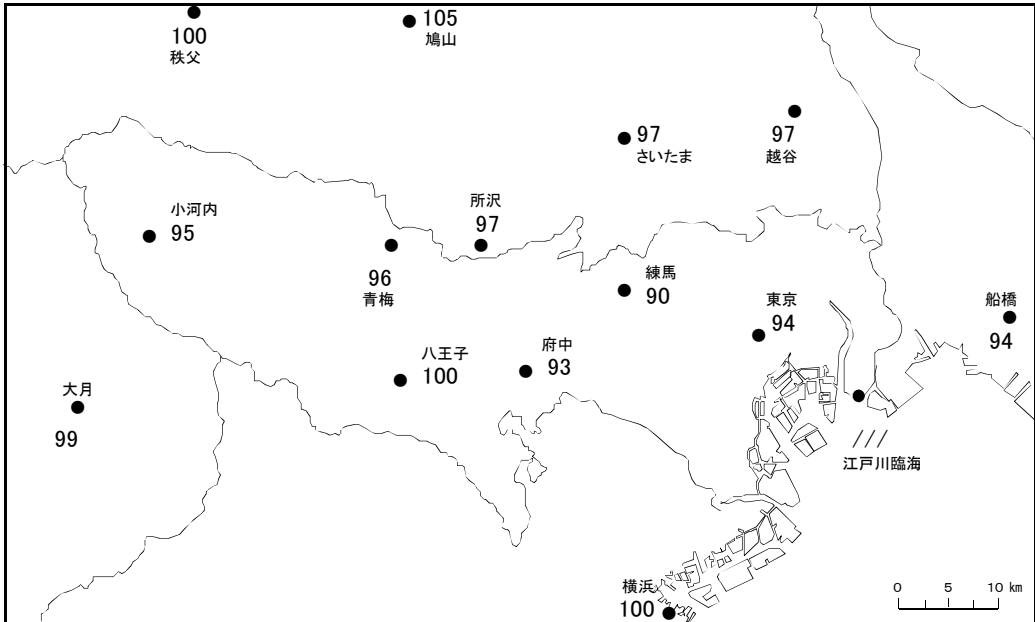 105
鳩山
100
秩父
97
さいたま
97
越谷
所沢
97
小河内
95
96
青梅
練馬
90
東京
94
船橋
94
府中
93
八王子
100
大月
99
///
江戸川臨海
横浜
100
0 5 10 km